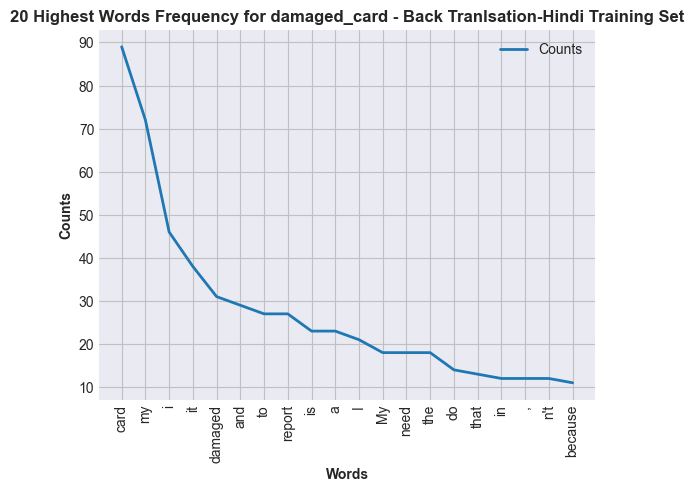 20 Highest Words Frequency for damaged_card - Back Tranlsation-Hindi Training Set
Counts
90
80
70
60
50
40
30
20
10
Counts
card
my
i
it
damaged
and
to
report
is
a
I
My
need
the
do
that
in
,
n't
because
Words